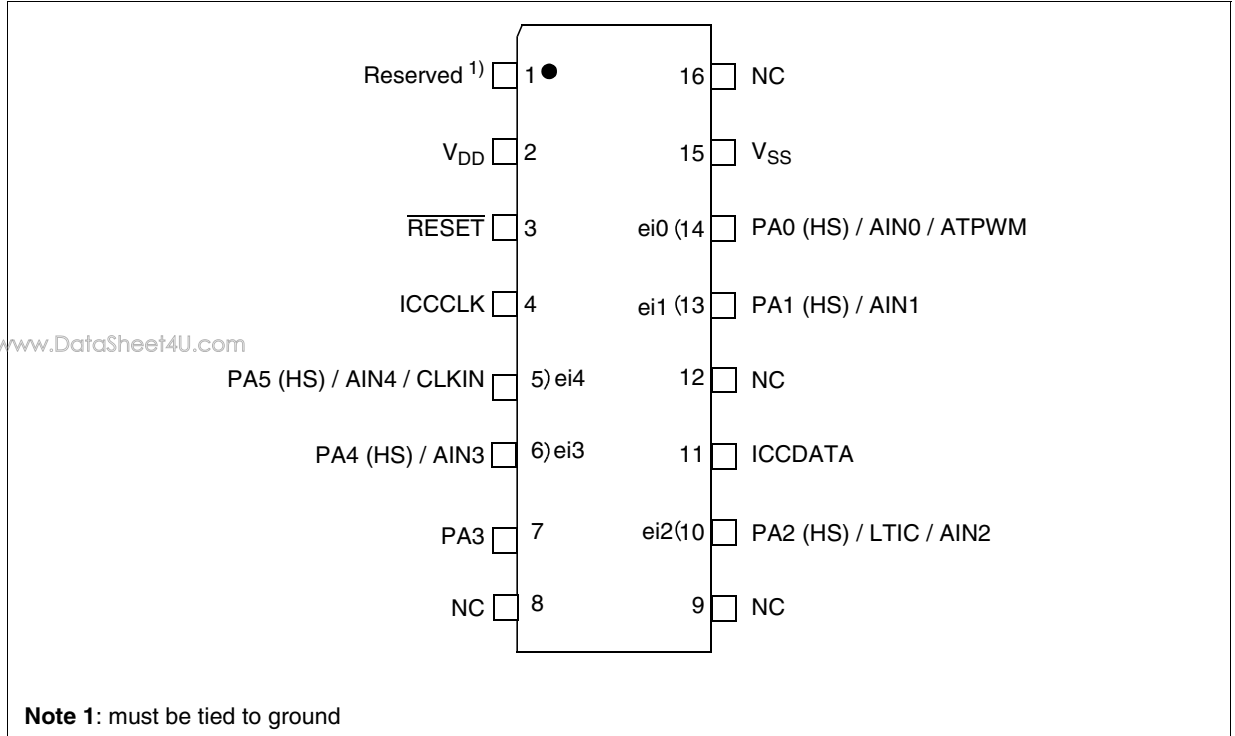 Reserved 1) 1 16 NC
VDD 2 15 VSS
RESET 3 ei0 (14 PA0 (HS) / AIN0 / ATPWM
ICCCLK 4 ei1 (13 PA1 (HS) / AIN1
www.DataSheet4U.com
PA5 (HS) / AIN4 / CLKIN 5) ei4 12 NC
PA4 (HS) / AIN3 6) ei3 11 ICCDATA
PA3 7 ei2(10 PA2 (HS) / LTIC / AIN2
NC 8 9 NC
Note 1: must be tied to ground